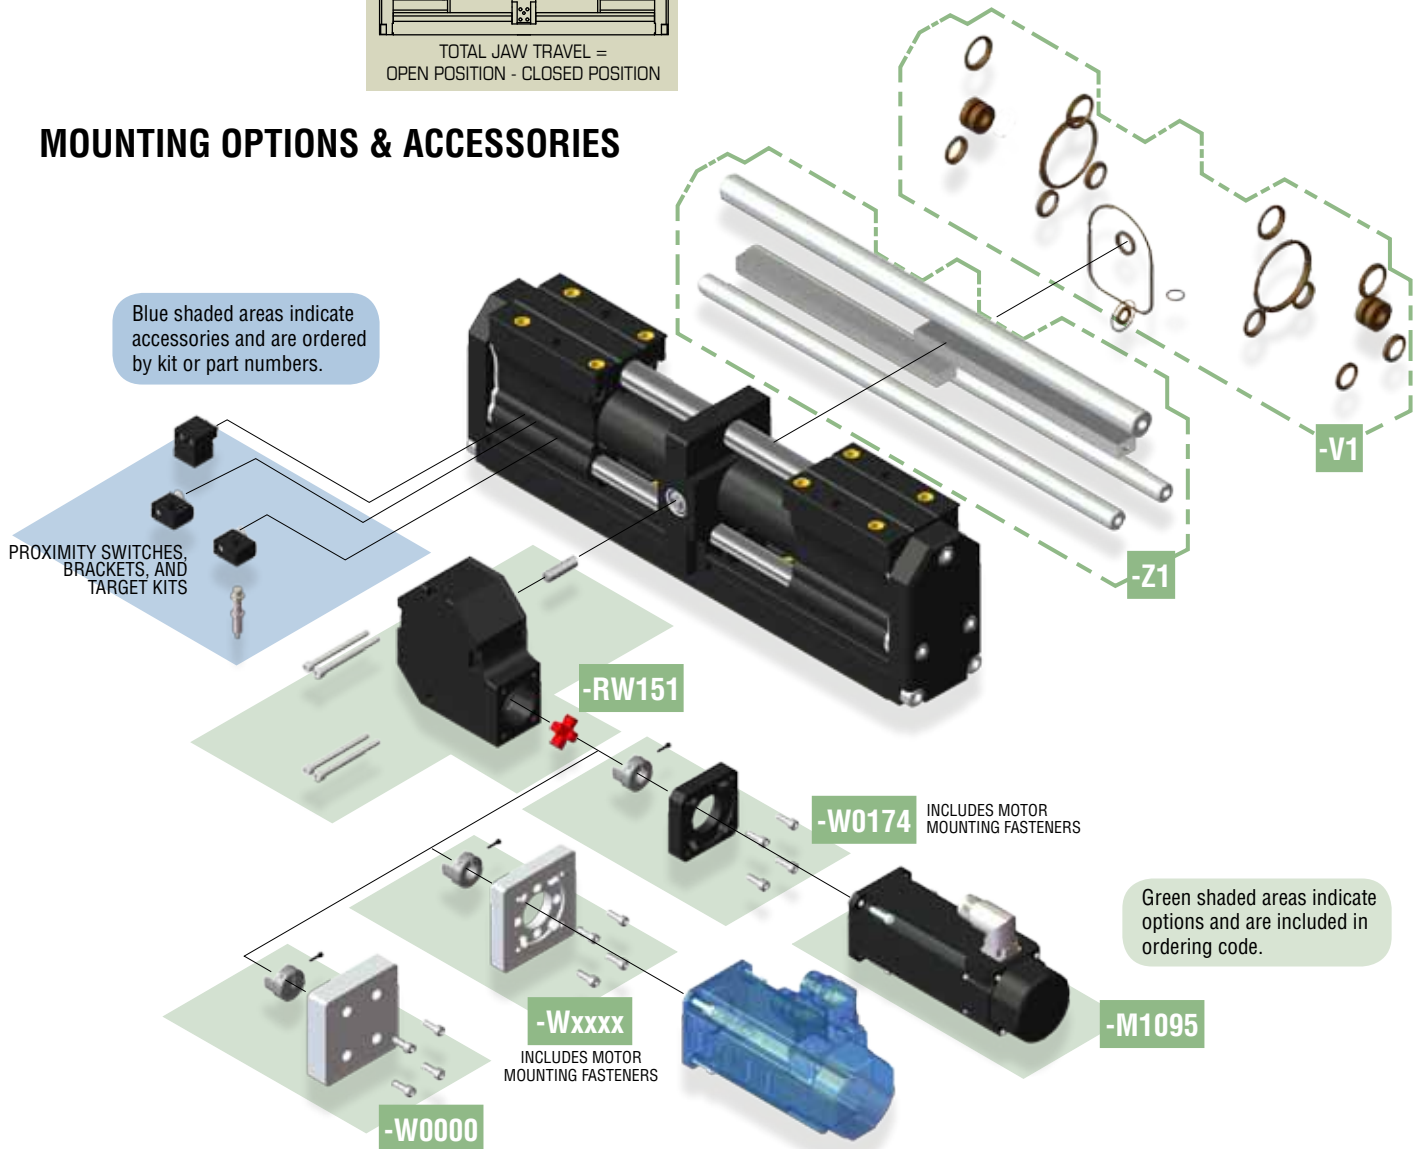 TOTAL JAW TRAVEL =
OPEN POSITION - CLOSED POSITION
MOUNTING OPTIONS & ACCESSORIES
-V1
Blue shaded areas indicate
accessories and are ordered
by kit or part numbers.
PROXIMITY SWITCHES,
BRACKETS, AND
TARGET KITS
-Z1
-RW151
-W0174
INCLUDES MOTOR
MOUNTING FASTENERS
Green shaded areas indicate
options and are included in
ordering code.
-M1095
-Wxxxx
INCLUDES MOTOR
MOUNTING FASTENERS
-W0000